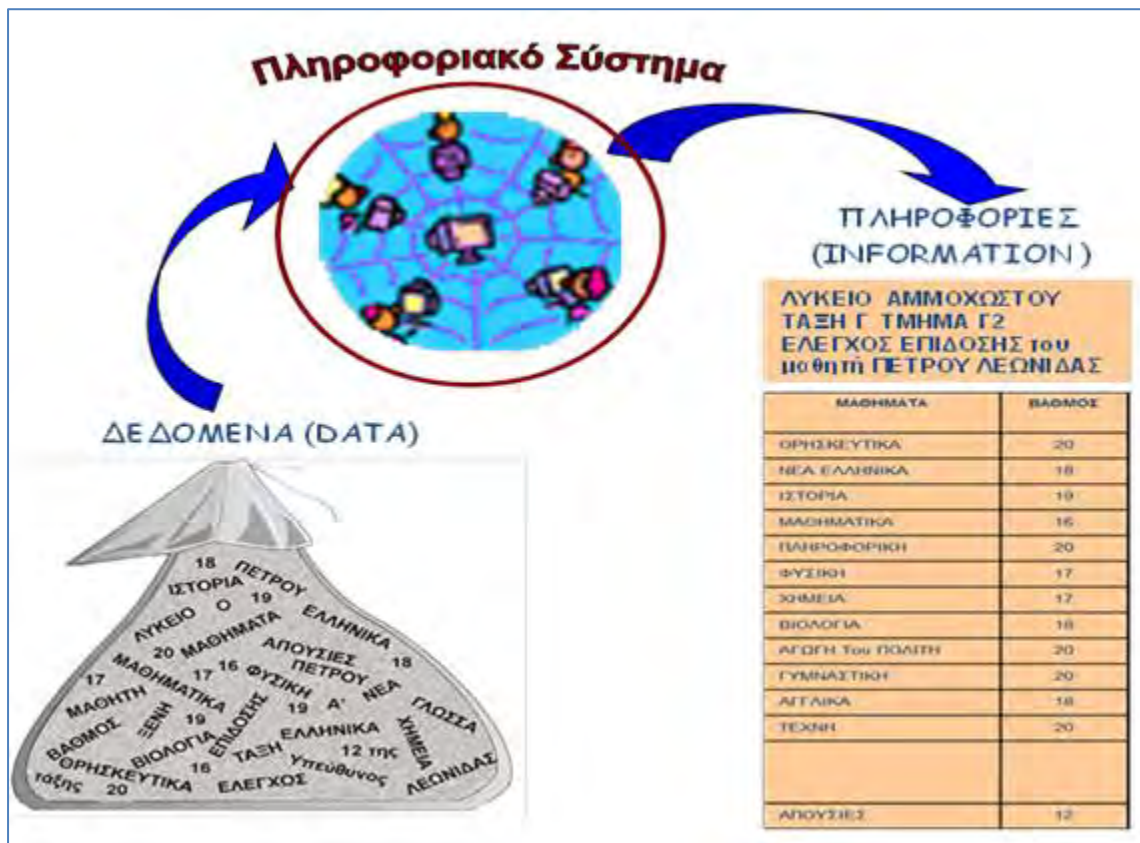 Πληροφοριακό Σύστημα
ΠΛΗΡΟΦΟΡΙΕΣ
(INFORMATION )
ΛΥΚΕΙΟ ΑΜΜΟΧΩΣΤΟΥ
ΤΑΞΗ Γ ΤΜΗΜΑ Γ2
ΕΛΕΓΧΟΣ ΕΠΙΔΟΣΗΣ του
μαθητή ΠΕΤΡΟΥ ΛΕΩΝΙΔΑΣ
ΜΑΘΗΜΑΤΑ ΒΑΘΜΟΣ
ΘΡΗΣΚΕΥΤΙΚΑ 20
ΝΕΑ ΕΛΛΗΝΙΚΑ 18
ΙΣΤΟΡΙΑ 19
ΜΑΘΗΜΑΤΙΚΑ 16
ΠΛΗΡΟΦΟΡΙΚΗ 20
ΦΥΣΙΚΗ 17
ΧΗΜΕΙΑ 17
ΒΙΟΛΟΓΙΑ 18
ΑΓΩΓΗ Του ΠΟΛΙΤΗ 20
ΓΥΜΝΑΣΤΙΚΗ 20
ΑΓΓΛΙΚΑ 18
ΤΕΧΝΗ 20
ΑΠΟΥΣΙΕΣ 12
ΔΕΔΟΜΕΝΑ (DATA)
18 ΠΕΤΡΟΥ
ΙΣΤΟΡΙΑ 19
ΛΥΚΕΙΟ Ο ΕΛΛΗΝΙΚΑ
20 ΜΑΘΗΜΑΤΑ ΑΠΟΥΣΙΕΣ 18
17 ΜΑΘΗΜΑΤΙΚΑ 17 16 ΦΥΣΙΚΗ ΠΕΤΡΟΥ ΝΕΑ
ΜΑΘΗΤΗ ΞΕΝΗ 19 ΕΠΙΔΟΣΗΣ 19 Α' ΓΛΩΣΣΑ
ΒΑΘΜΟΣ ΒΙΟΛΟΓΙΑ ΤΑΞΗ ΕΛΛΗΝΙΚΑ ΧΗΜΕΙΑ
ΘΡΗΣΚΕΥΤΙΚΑ 16 Υπεύθυνος 12 της
τάξης 20 ΕΛΕΓΧΟΣ ΛΕΩΝΙΔΑΣ